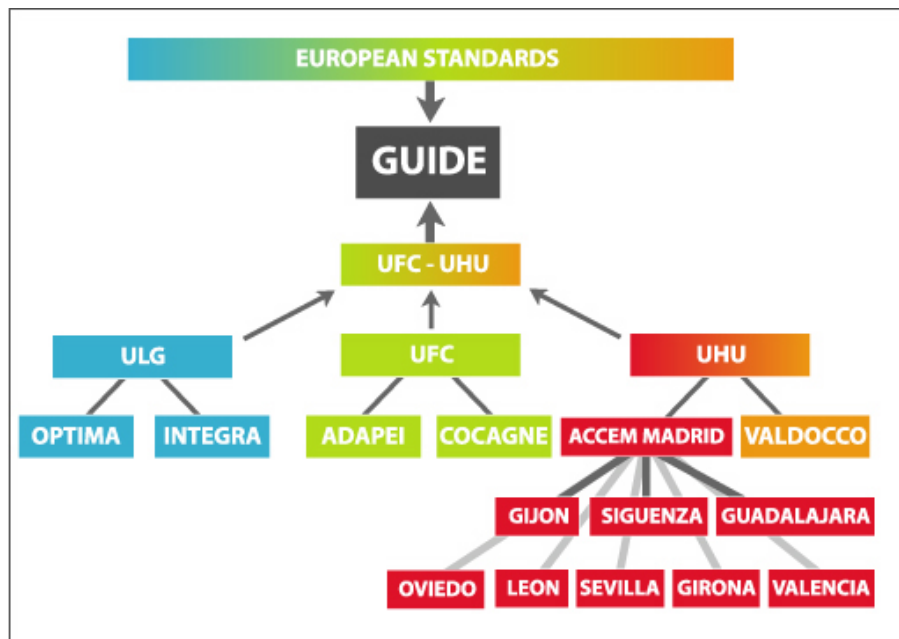 EUROPEAN STANDARDS
GUIDE
UFC - UHU
ULG
UFC
UHU
OPTIMA
INTEGRA
ADAPEI
COCAGNE
ACCEM MADRID
VALDOCCO
GIJON
SIGUENZA
GUADALAJARA
OVIEDO
LEON
SEVILLA
GIRONA
VALENCIA